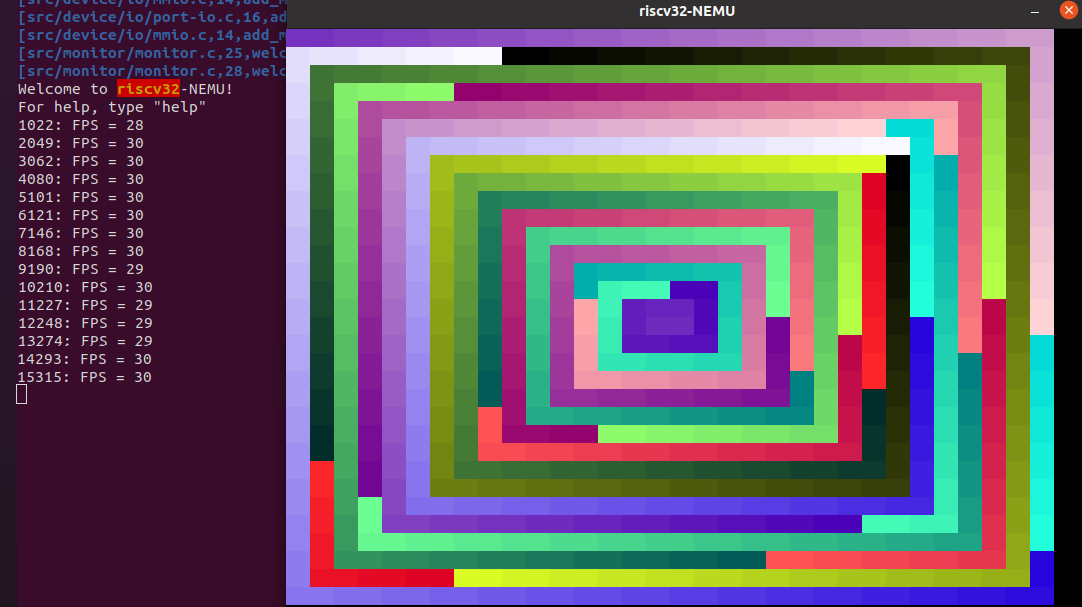 riscv32-NEMU
[src/device/io/mmio.c,14,add_m
[src/device/io/port-io.c,16,ad
[src/device/io/mmio.c,14,add_m
[src/monitor/monitor.c,25,welc
[src/monitor/monitor.c,28,welc
Welcome to riscv32-NEMU!
For help, type "help"
1022: FPS = 28
2049: FPS = 30
3062: FPS = 30
4080: FPS = 30
5101: FPS = 30
6121: FPS = 30
7146: FPS = 30
8168: FPS = 30
9190: FPS = 29
10210: FPS = 30
11227: FPS = 29
12248: FPS = 29
13274: FPS = 29
14293: FPS = 30
15315: FPS = 30